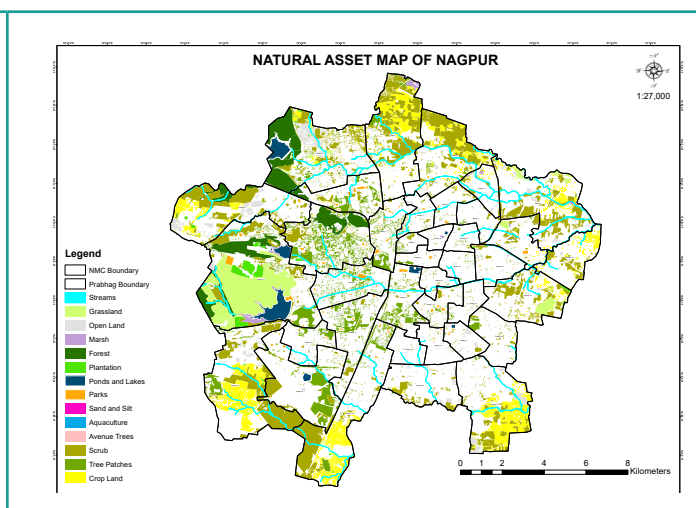 NATURAL ASSET MAP OF NAGPUR
1:27,000
Legend
NMC Boundary
Prabhag Boundary
Streams
Grassland
Open Land
Marsh
Forest
Plantation
Ponds and Lakes
Parks
Sand and Silt
Aquaculture
Avenue Trees
Scrub
Tree Patches
Crop Land
0 1 2 4 6 8
Kilometers